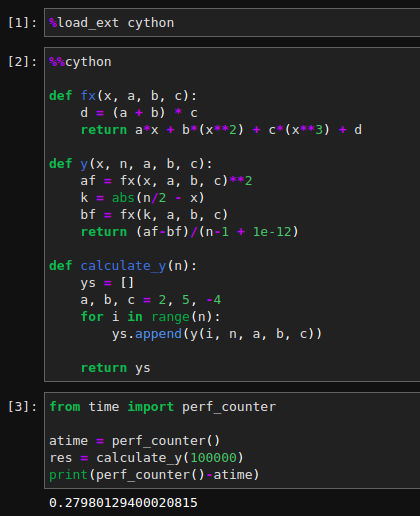 [1]: %load_ext cython
[2]: %%cython
def fx(x, a, b, c):
    d = (a + b) * c
    return a*x + b*(x**2) + c*(x**3) + d
def y(x, n, a, b, c):
    af = fx(x, a, b, c)**2
    k = abs(n/2 - x)
    bf = fx(k, a, b, c)
    return (af-bf)/(n-1 + 1e-12)
def calculate_y(n):
    ys = []
    a, b, c = 2, 5, -4
    for i in range(n):
        ys.append(y(i, n, a, b, c))
    return ys
[3]: from time import perf_counter
atime = perf_counter()
res = calculate_y(100000)
print(perf_counter()-atime)
0.27980129400020815